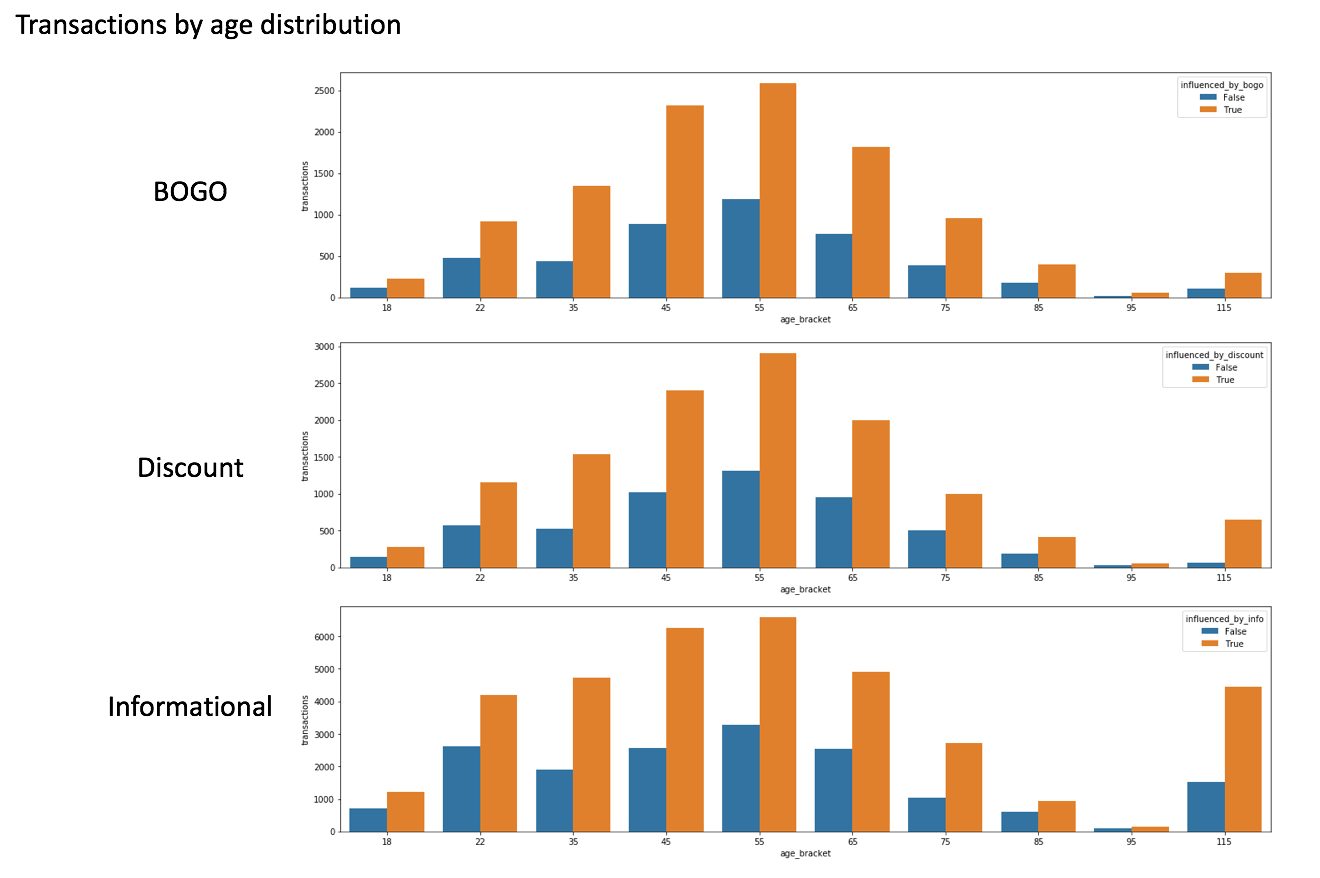 Transactions by age distribution
BOGO
2500
2000
1500
1000
500
0
transactions
influenced_by_bogo
False
True
18 22 35 45 55 65 75 85 95 115
age_bracket
Discount
3000
2500
2000
1500
1000
500
0
transactions
influenced_by_discount
False
True
18 22 35 45 55 65 75 85 95 115
age_bracket
Informational
6000
5000
4000
3000
2000
1000
0
transactions
influenced_by_info
False
True
18 22 35 45 55 65 75 85 95 115
age_bracket